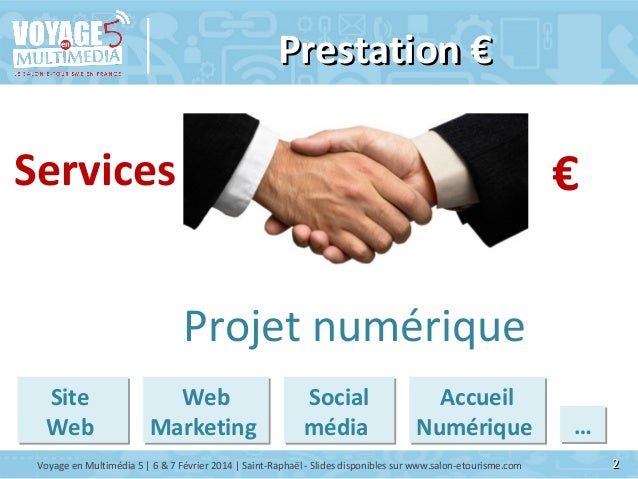 VOYAGE 5
en
MULTIMEDIA
LE SALON E-TOURISME EN FRANCE
Prestation €
Services
€
Projet numérique
Site
Web
Web
Marketing
Social
média
Accueil
Numérique
...
Voyage en Multimédia 5 | 6 & 7 Février 2014 | Saint-Raphaël - Slides disponibles sur www.salon-etourisme.com
2